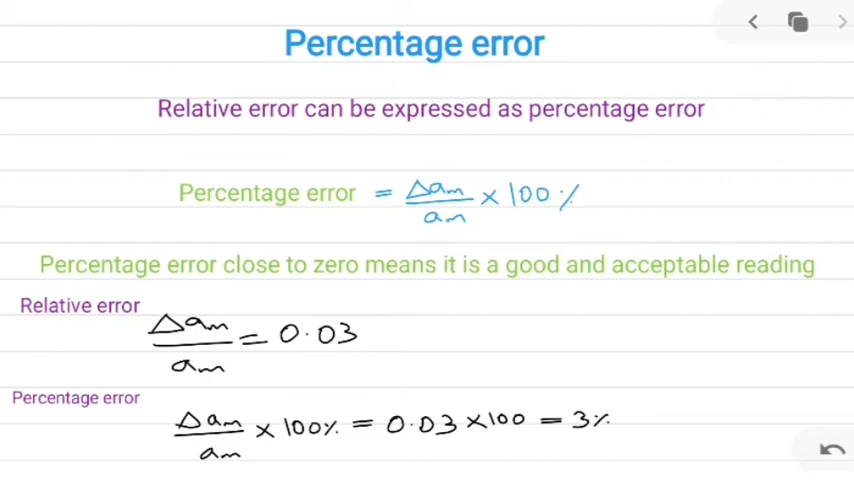 Percentage error
Relative error can be expressed as percentage error
Percentage error = Δam/am × 100 %
Percentage error close to zero means it is a good and acceptable reading
Relative error
Δam/am = 0.03
Percentage error
Δam/am × 100% = 0.03 × 100 = 3%